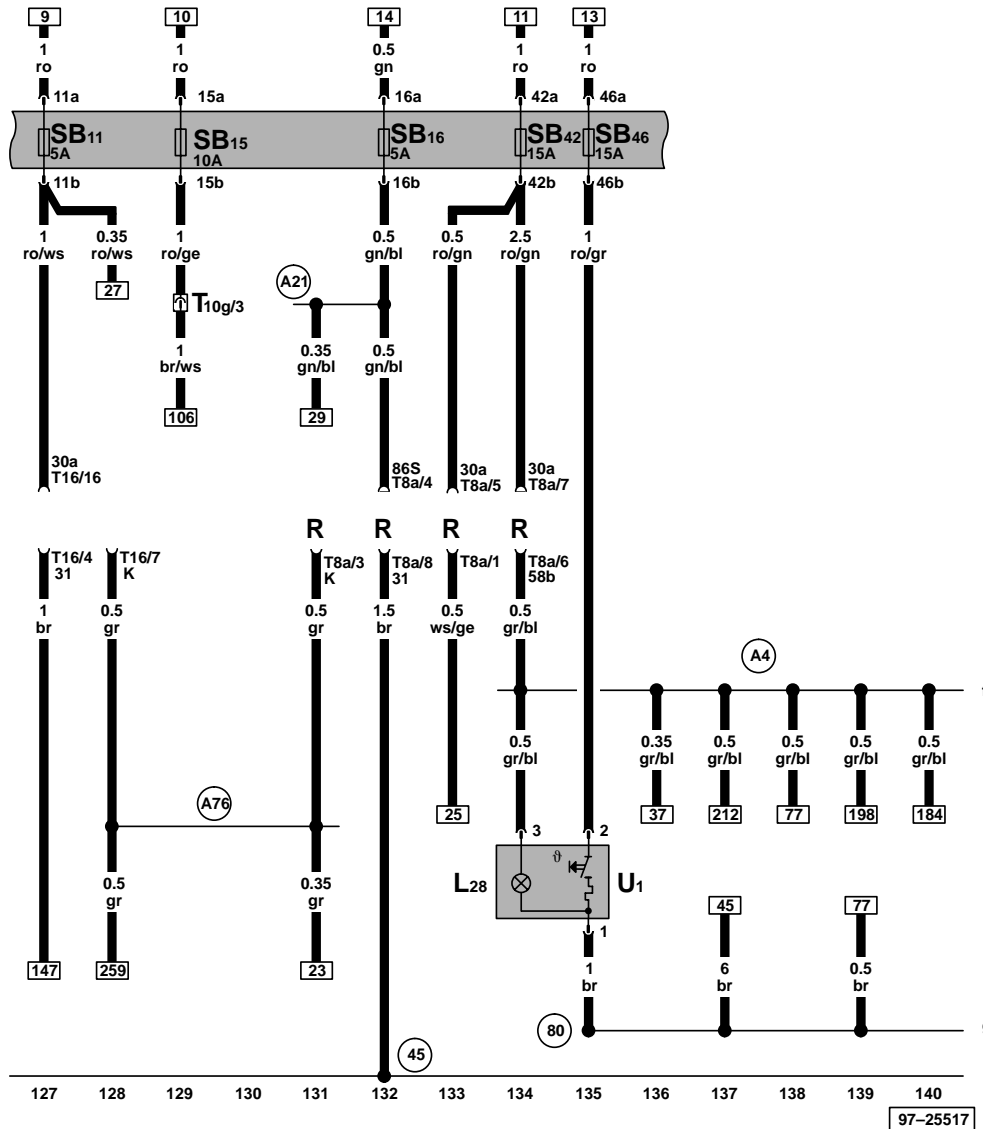 9 10 14 11 13
1 1 0.5 1 1
ro ro gn ro ro
11a 15a 16a 42a 46a
SB11 SB15 SB16 SB42 SB46
5A 10A 5A 15A 15A
11b 15b 16b 42b 46b
1 0.35 1 0.5 0.5 2.5 1
ro/ws ro/ws ro/ge gn/bl ro/gn ro/gn ro/gr
27 A21
T10g/3
1 0.35 0.5
br/ws gn/bl gn/bl
106 29
30a 86S 30a 30a
T16/16 T8a/4 T8a/5 T8a/7
R R R R
T16/4 T16/7 T8a/3 T8a/8 T8a/1 T8a/6
31 K K 31 58b
1 0.5 0.5 1.5 0.5 0.5
br gr gr br ws/ge gr/bl
A4
0.5 0.35 0.5 0.5 0.5 0.5
gr/bl gr/bl gr/bl gr/bl gr/bl gr/bl
A76 25 37 212 77 198 184
3 2
ϑ
L28 U1
0.5 0.35
gr gr
45 77
1
147 259 23
1 6 0.5
br br br
80
45
127 128 129 130 131 132 133 134 135 136 137 138 139 140
97–25517